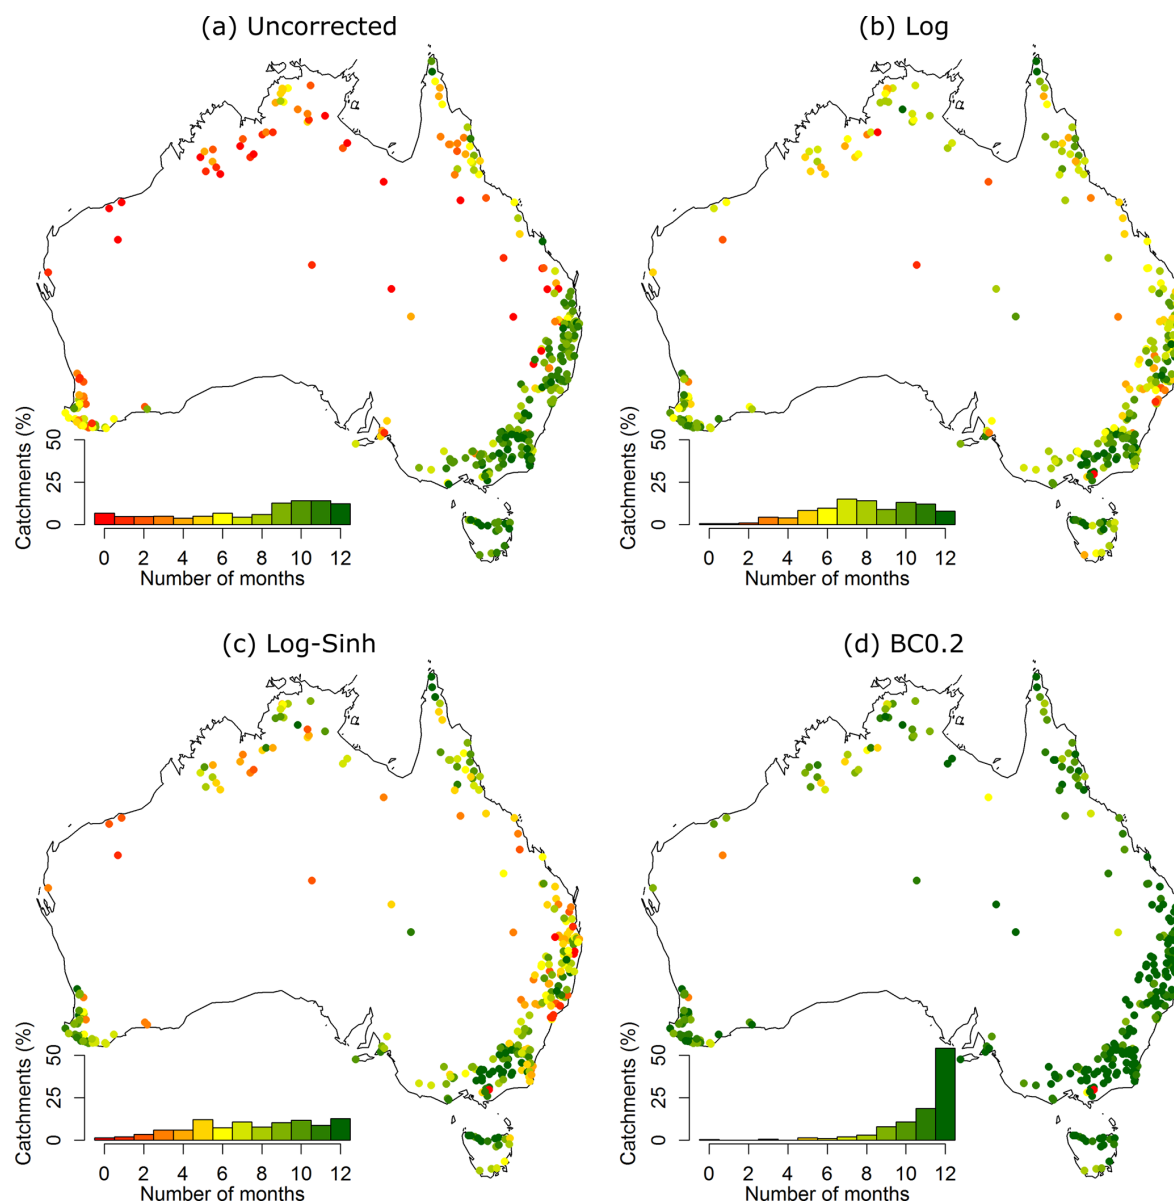 (a) Uncorrected
(b) Log
Catchments (%)
50
25
0
0 2 4 6 8 10 12
Number of months
Catchments (%)
50
25
0
0 2 4 6 8 10 12
Number of months
(c) Log-Sinh
(d) BC0.2
Catchments (%)
50
25
0
0 2 4 6 8 10 12
Number of months
Catchments (%)
50
25
0
0 2 4 6 8 10 12
Number of months